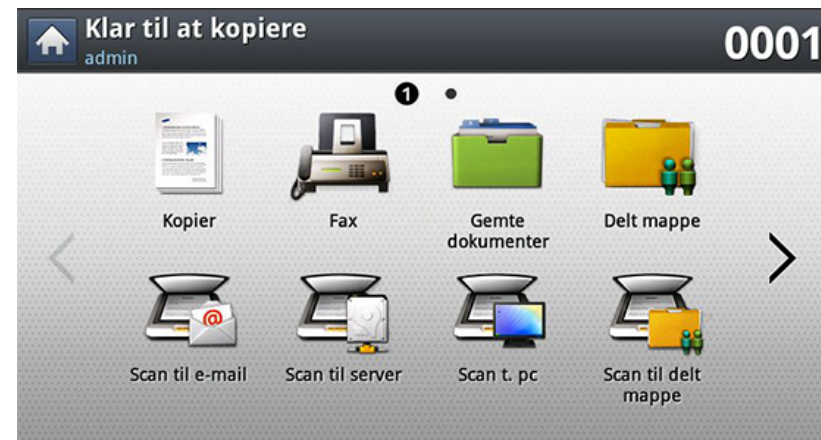 Klar til at kopiere
admin
0001
1
Kopier
Fax
Gemte
dokumenter
Delt mappe
Scan til e-mail
Scan til server
Scan t. pc
Scan til delt
mappe